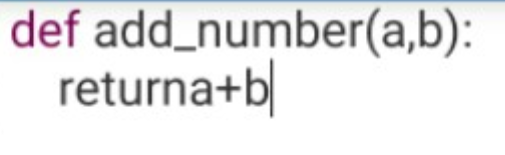 def add_number(a,b):
returna+b